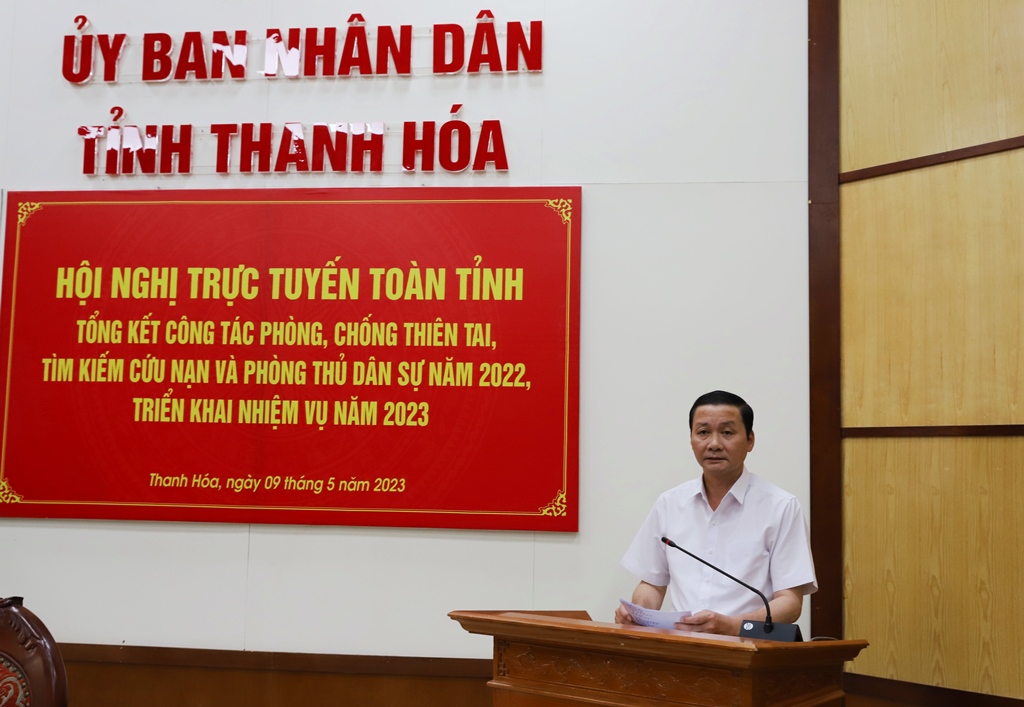 ỦY BAN NHÂN DÂN
TỈNH THANH HÓA
HỘI NGHỊ TRỰC TUYẾN TOÀN TỈNH
TỔNG KẾT CÔNG TÁC PHÒNG, CHỐNG THIÊN TAI,
TÌM KIẾM CỨU NẠN VÀ PHÒNG THỦ DÂN SỰ NĂM 2022,
TRIỂN KHAI NHIỆM VỤ NĂM 2023
Thanh Hóa, ngày 09 tháng 5 năm 2023